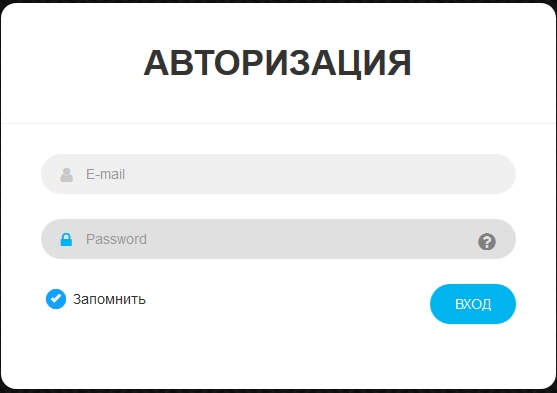 АВТОРИЗАЦИЯ
E-mail
Password
?
Запомнить
ВХОД